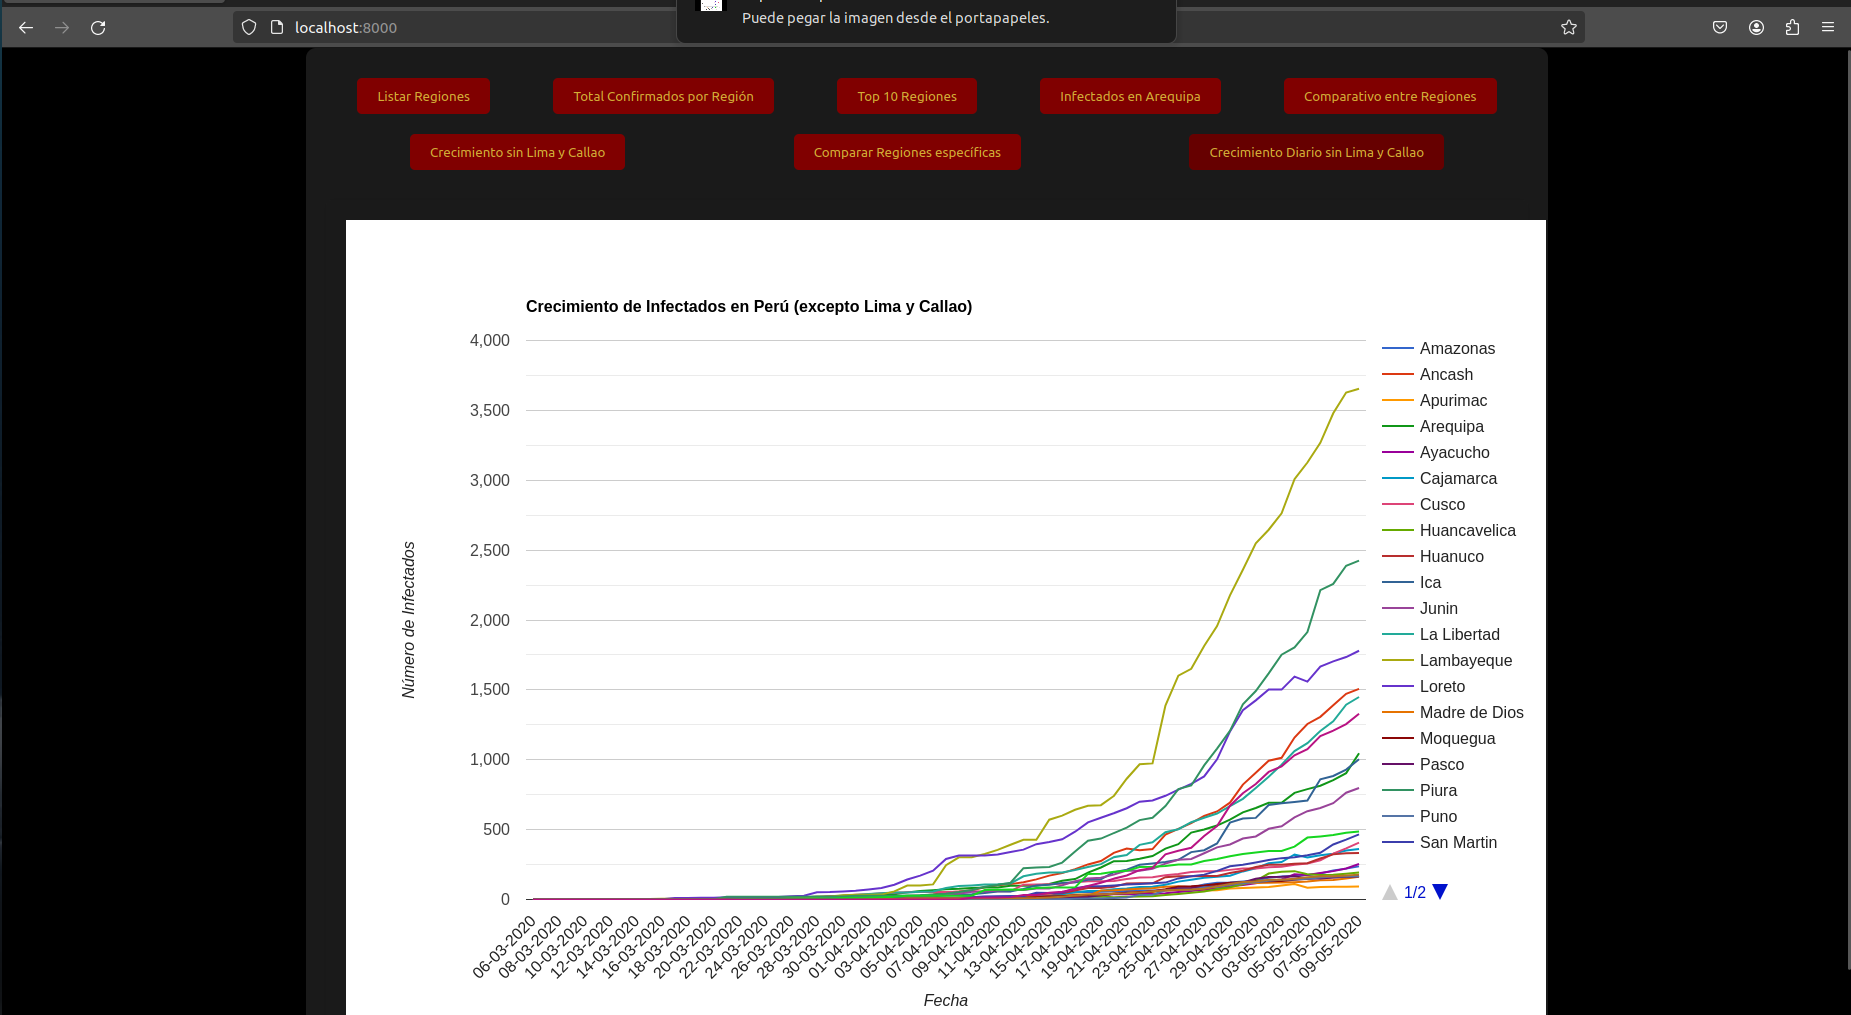 Puede pegar la imagen desde el portapapeles.
localhost:8000
Listar Regiones
Total Confirmados por Región
Top 10 Regiones
Infectados en Arequipa
Comparativo entre Regiones
Crecimiento sin Lima y Callao
Comparar Regiones específicas
Crecimiento Diario sin Lima y Callao
Crecimiento de Infectados en Perú (excepto Lima y Callao)
4,000
3,500
3,000
2,500
2,000
1,500
1,000
500
0
Número de Infectados
06-03-2020
08-03-2020
10-03-2020
12-03-2020
14-03-2020
16-03-2020
18-03-2020
20-03-2020
22-03-2020
24-03-2020
26-03-2020
28-03-2020
30-03-2020
01-04-2020
03-04-2020
05-04-2020
07-04-2020
09-04-2020
11-04-2020
13-04-2020
15-04-2020
17-04-2020
19-04-2020
21-04-2020
23-04-2020
25-04-2020
27-04-2020
29-04-2020
01-05-2020
03-05-2020
05-05-2020
07-05-2020
09-05-2020
Fecha
Amazonas
Ancash
Apurimac
Arequipa
Ayacucho
Cajamarca
Cusco
Huancavelica
Huanuco
Ica
Junin
La Libertad
Lambayeque
Loreto
Madre de Dios
Moquegua
Pasco
Piura
Puno
San Martin
1/2